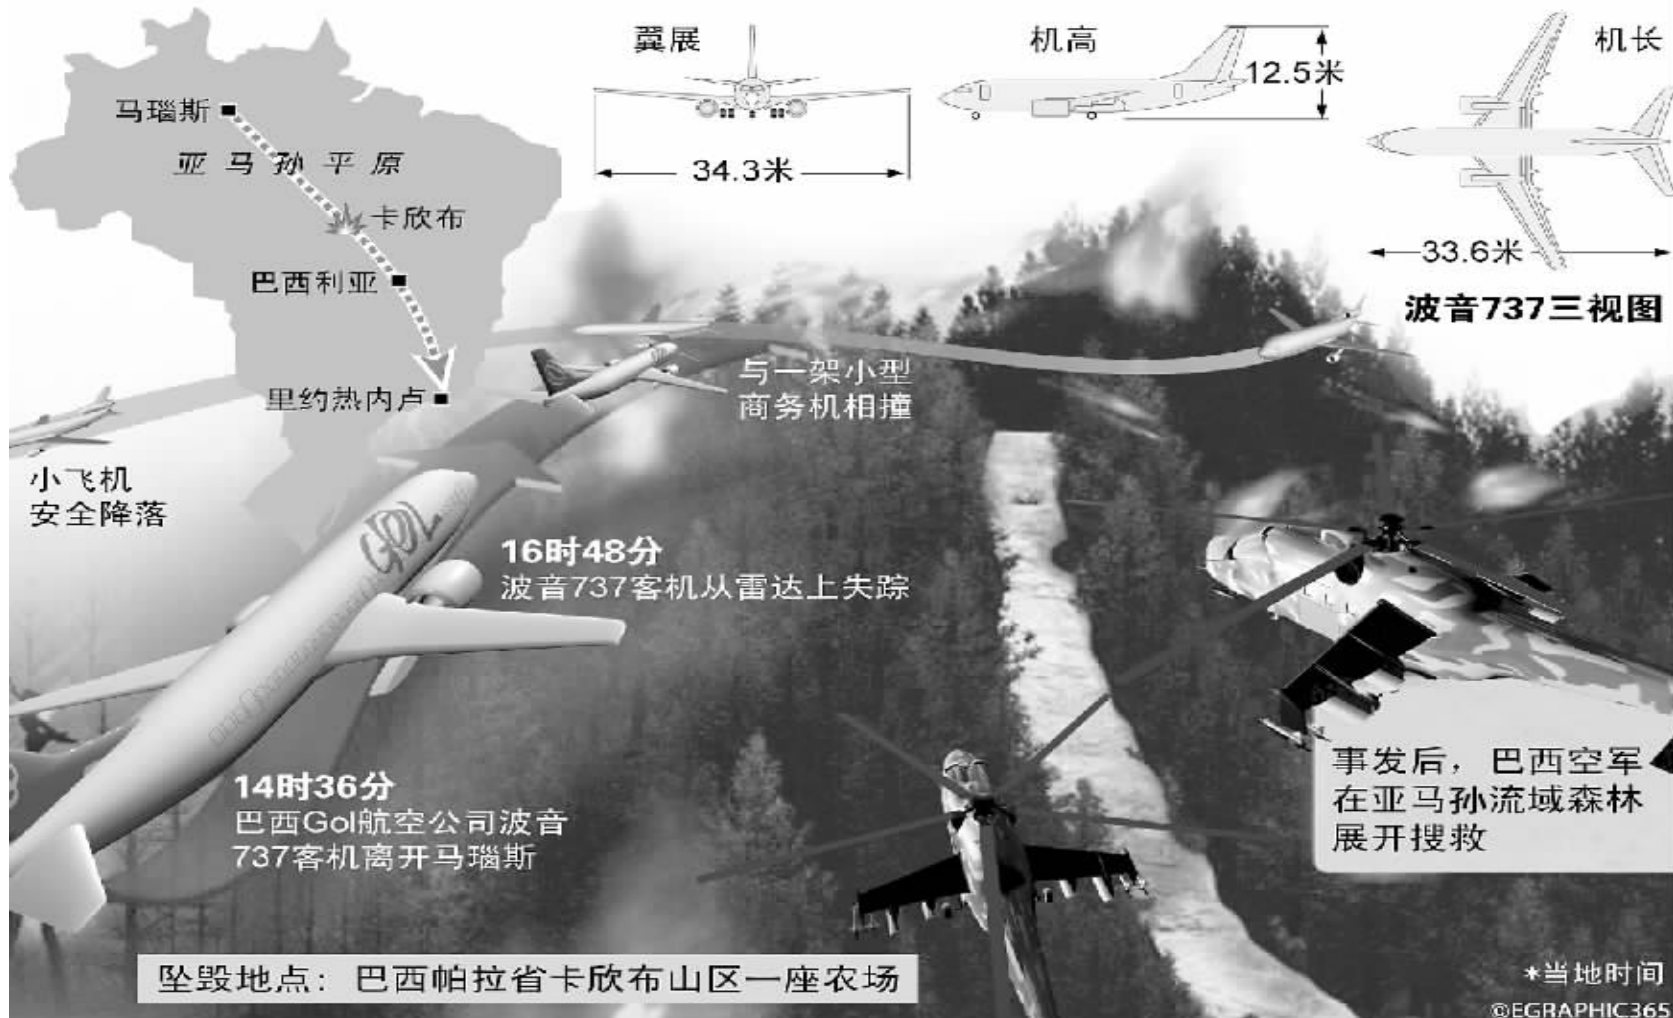 翼展
机高
机长
12.5米
34.3米
33.6米
波音737三视图
马瑙斯
亚马孙平原
卡欣布
巴西利亚
里约热内卢
与一架小型
商务机相撞
小飞机
安全降落
GOL
16时48分
波音737客机从雷达上失踪
14时36分
巴西Gol航空公司波音
737客机离开马瑙斯
事发后，巴西空军
在亚马孙流域森林
展开搜救
坠毁地点：巴西帕拉省卡欣布山区一座农场
*当地时间
©EGRAPHIC365